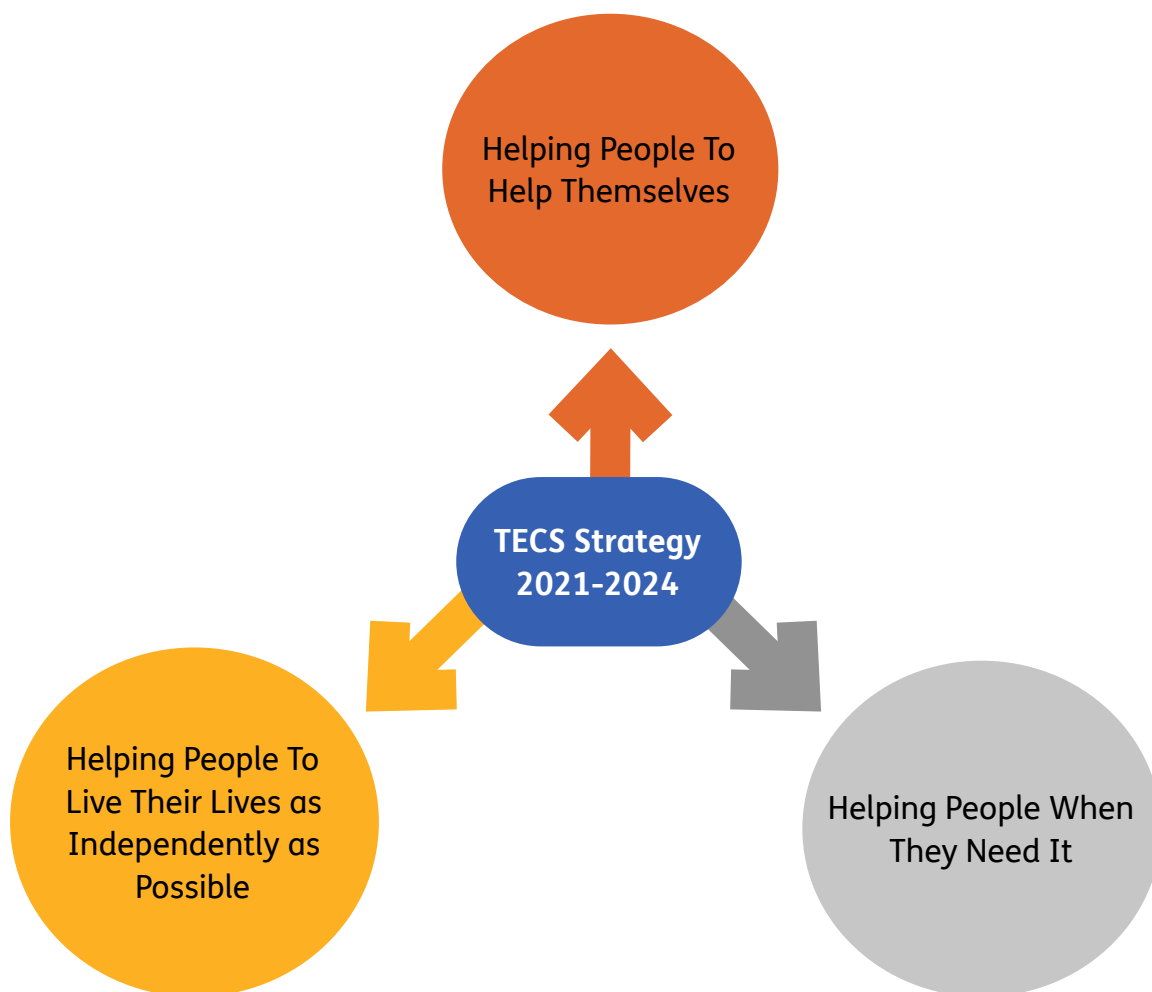 Helping People To
Help Themselves
TECS Strategy
2021-2024
Helping People To
Live Their Lives as
Independently as
Possible
Helping People When
They Need It